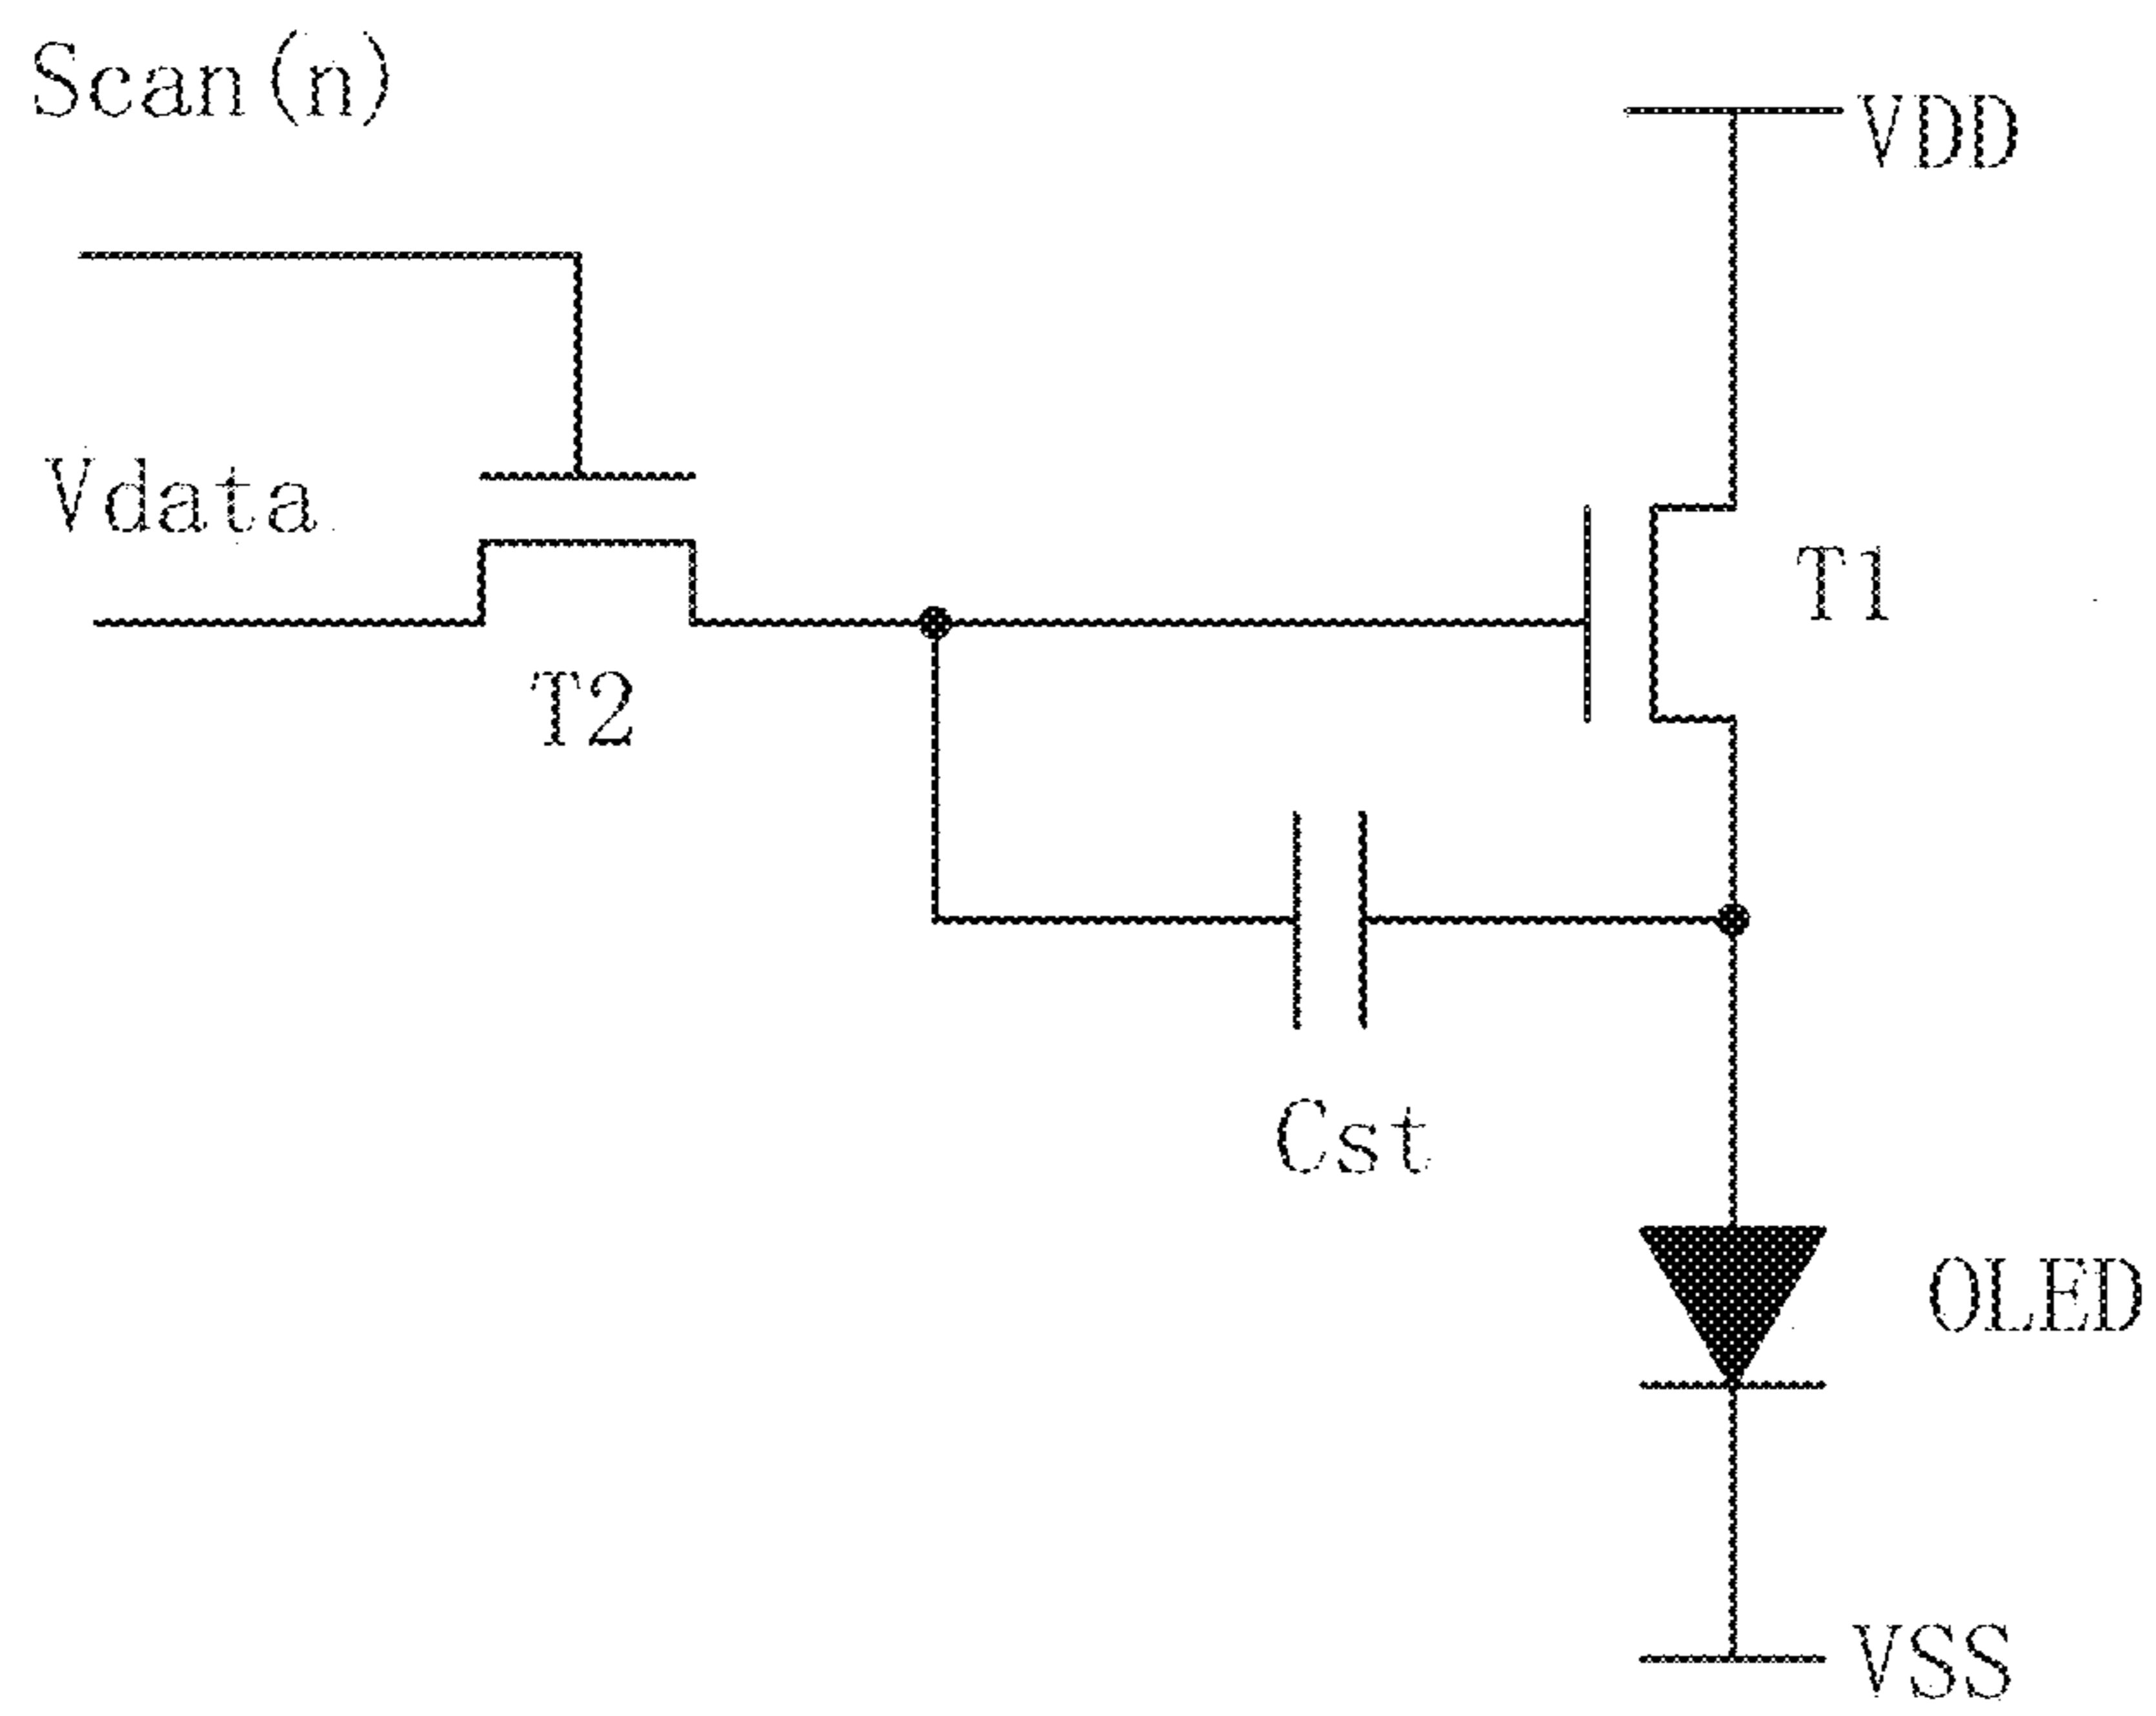 Scan(n)
VDD
Vdata
T1
T2
Cst
OLED
VSS